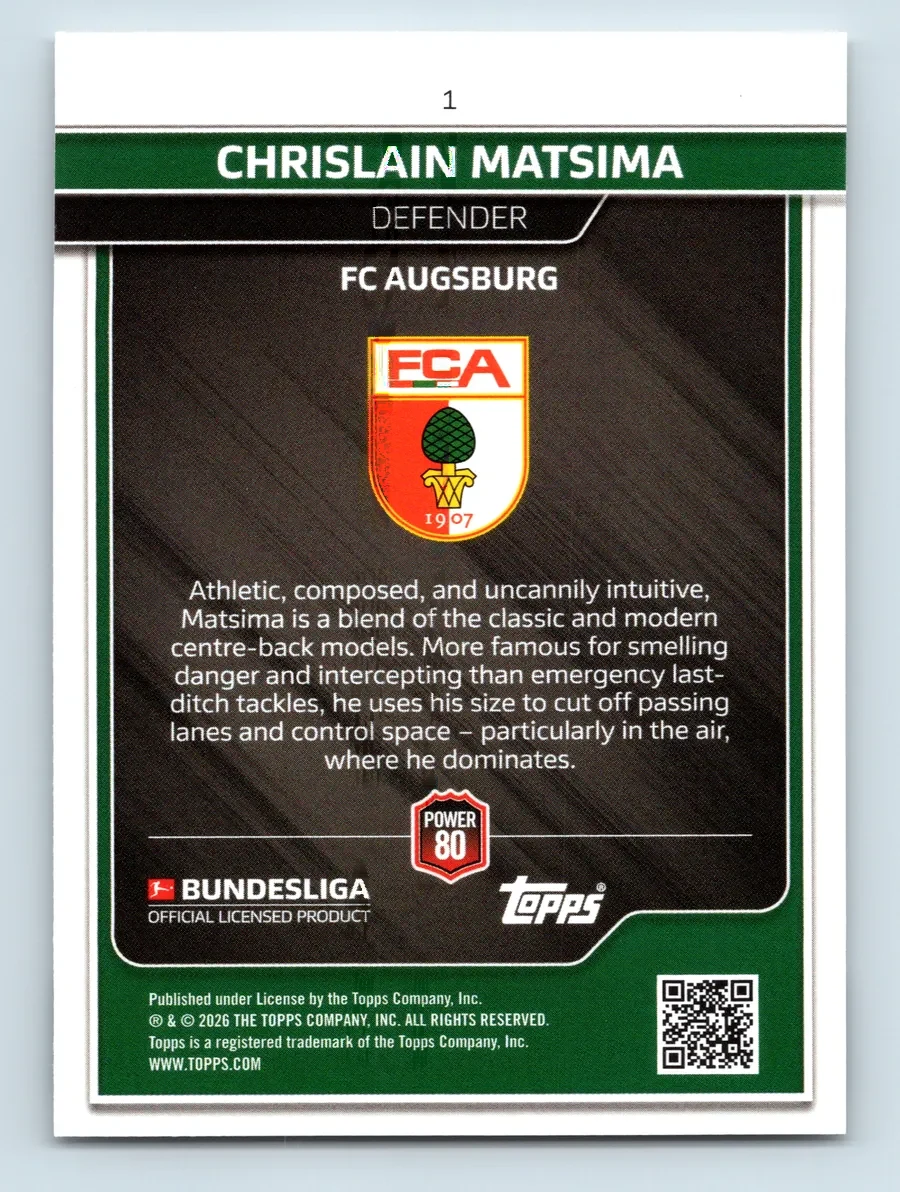 1
CHRISLAIN MATSIMA
DEFENDER
FC AUGSBURG
FCA
1907
Athletic, composed, and uncannily intuitive,
Matsima is a blend of the classic and modern
centre-back models. More famous for smelling
danger and intercepting than emergency last-
ditch tackles, he uses his size to cut off passing
lanes and control space – particularly in the air,
where he dominates.
POWER
80
BUNDESLIGA
OFFICIAL LICENSED PRODUCT
Topps®
Published under License by the Topps Company, Inc.
® & © 2026 THE TOPPS COMPANY, INC. ALL RIGHTS RESERVED.
Topps is a registered trademark of the Topps Company, Inc.
WWW.TOPPS.COM